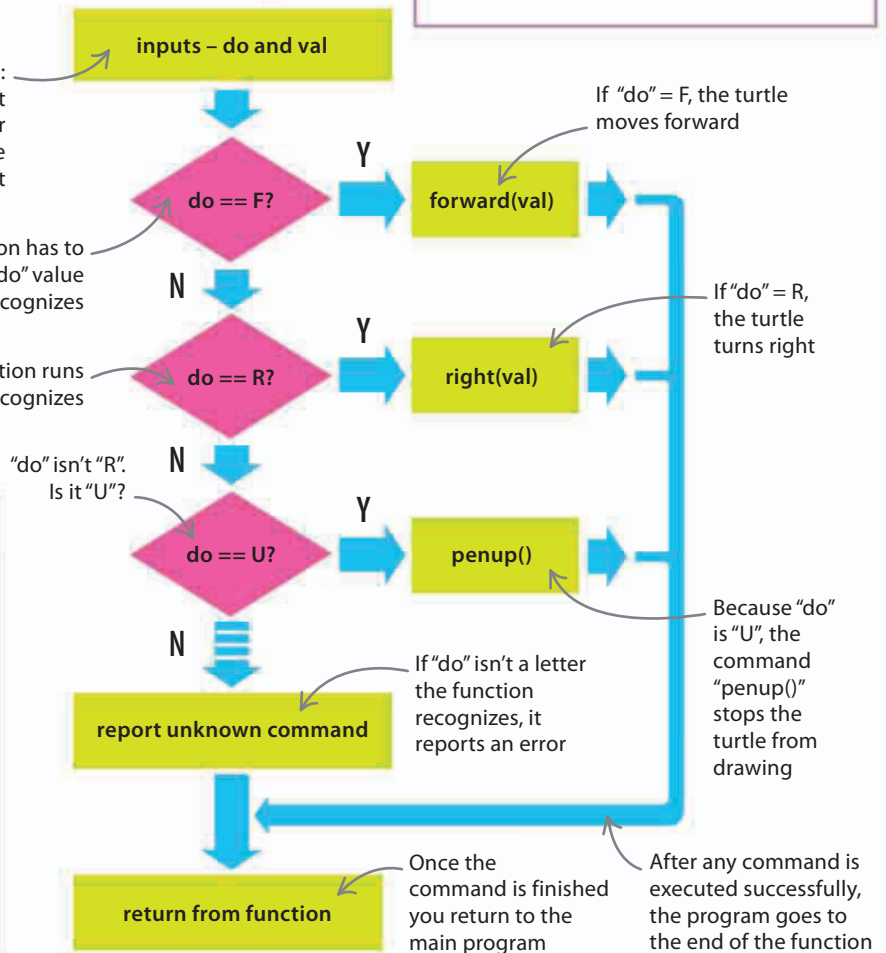 inputs – do and val
:
t
r
e
t
If “do” = F, the turtle
moves forward
do == F?
Y
forward(val)
on has to
do” value
cognizes
N
If “do” = R,
the turtle
turns right
do == R?
Y
right(val)
tion runs
cognizes
N
“do” isn’t “R”.
Is it “U”?
do == U?
Y
penup()
Because “do”
is “U”, the
command
“penup()”
stops the
turtle from
drawing
N
If “do” isn’t a letter
the function
recognizes, it
reports an error
report unknown command
return from function
Once the
command is finished
you return to the
main program
After any command is
executed successfully,
the program goes to
the end of the function